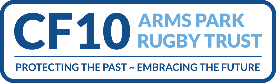 CF10 ARMS PARK
RUGBY TRUST
PROTECTING THE PAST ~ EMBRACING THE FUTURE